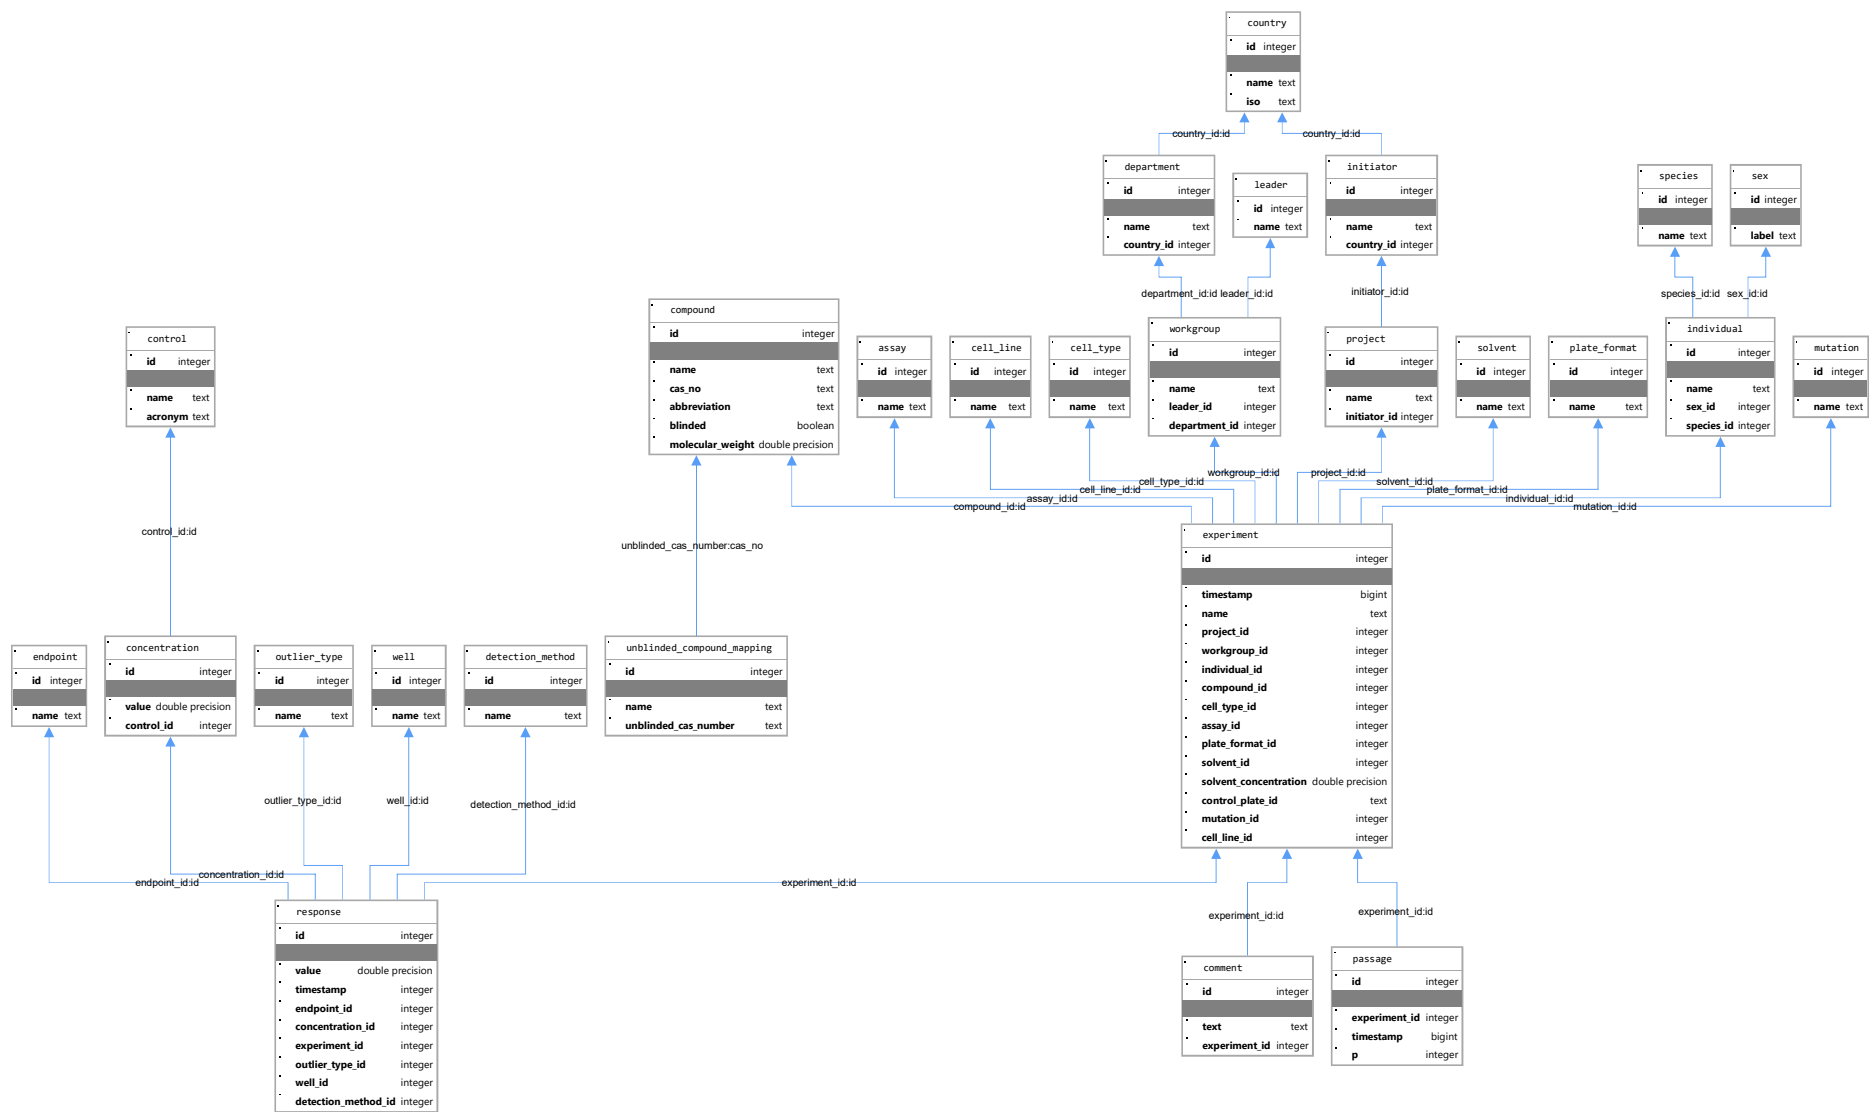 country
id integer
name text
iso text
country_id:id
country_id:id
department
id integer
name text
country_id integer
leader
id integer
name text
initiator
id integer
name text
country_id integer
species
id integer
name text
sex
id integer
label text
department_id:id
leader_id:id
initiator_id:id
species_id:id
sex_id:id
control
id integer
name text
acronym text
compound
id integer
name text
cas_no text
abbreviation text
blinded boolean
molecular_weight double precision
assay
id integer
name text
cell_line
id integer
name text
cell_type
id integer
name text
workgroup
id integer
name text
leader_id integer
department_id integer
project
id integer
name text
initiator_id integer
solvent
id integer
name text
plate_format
id integer
name text
individual
id integer
name text
sex_id integer
species_id integer
mutation
id integer
name text
workgroup_id:id
project_id:id
cell_type_id:id
solvent_id:id
cell_line_id:id
plate_format_id:id
assay_id:id
individual_id:id
compound_id:id
mutation_id:id
control_id:id
unblinded_cas_number:cas_no
experiment
id integer
timestamp bigint
name text
project_id integer
workgroup_id integer
individual_id integer
compound_id integer
cell_type_id integer
assay_id integer
plate_format_id integer
solvent_id integer
solvent_concentration double precision
control_plate_id text
mutation_id integer
cell_line_id integer
endpoint
id integer
name text
concentration
id integer
value double precision
control_id integer
outlier_type
id integer
name text
well
id integer
name text
detection_method
id integer
name text
unblinded_compound_mapping
id integer
name text
unblinded_cas_number text
outlier_type_id:id
well_id:id
detection_method_id:id
concentration_id:id
endpoint_id:id
experiment_id:id
experiment_id:id
experiment_id:id
response
id integer
value double precision
timestamp integer
endpoint_id integer
concentration_id integer
experiment_id integer
outlier_type_id integer
well_id integer
detection_method_id integer
comment
id integer
text text
experiment_id integer
passage
id integer
experiment_id integer
timestamp bigint
p integer